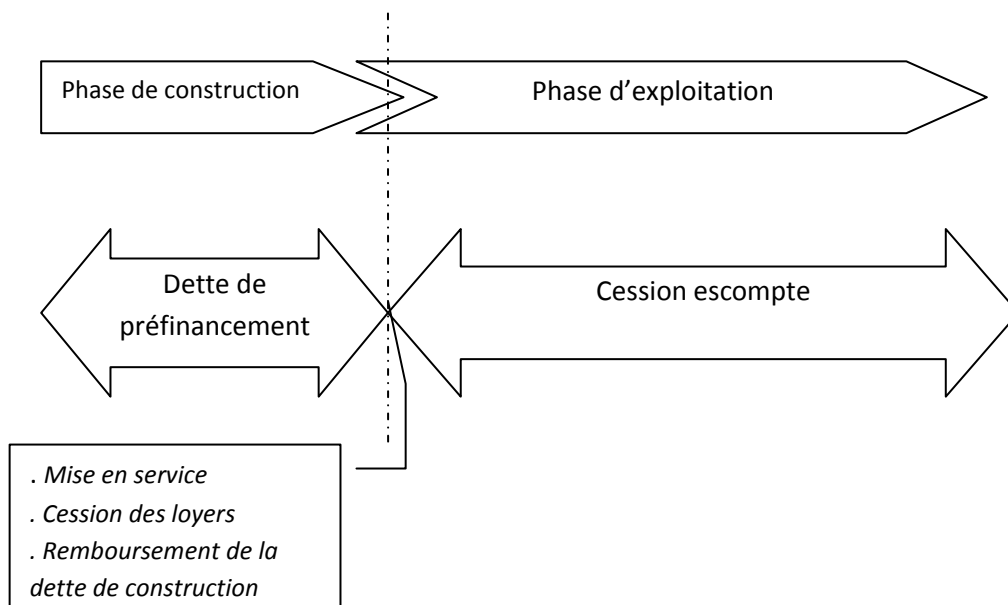 Phase de construction
Phase d’exploitation
Dette de
préfinancement
Cession escompte
. Mise en service
. Cession des loyers
. Remboursement de la
dette de construction